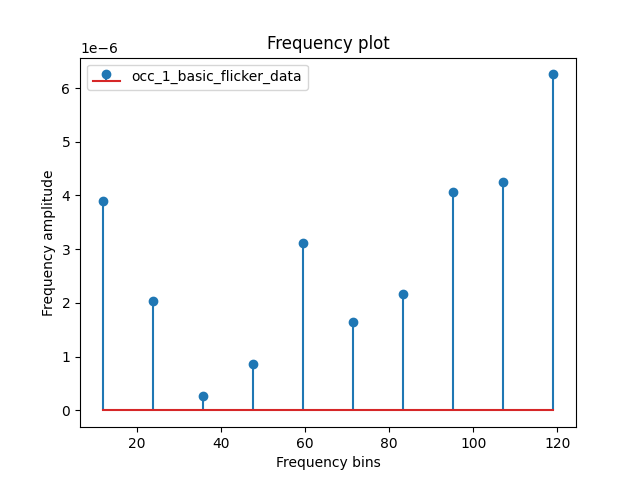 Frequency plot
1e−6
occ_1_basic_flicker_data
6
5
4
3
2
1
0
Frequency amplitude
20 40 60 80 100 120
Frequency bins